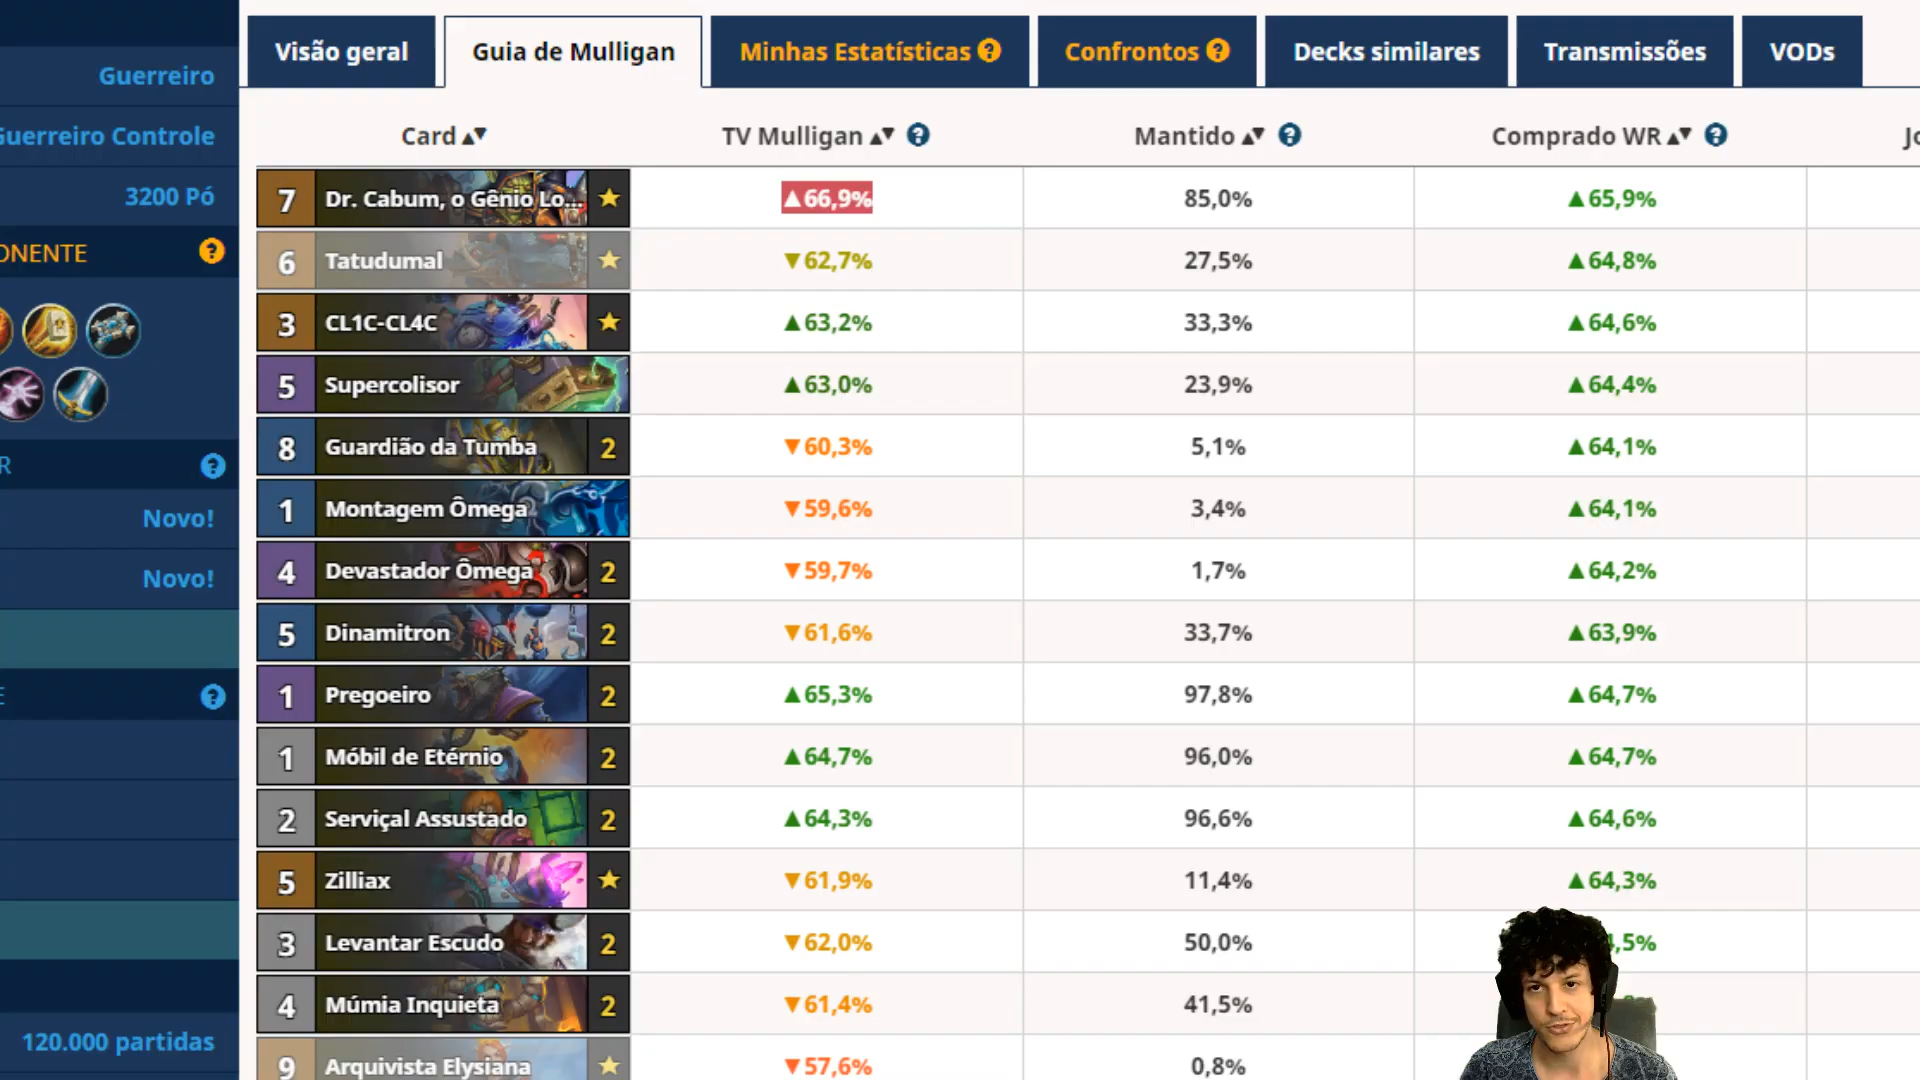 Visão geral
Guia de Mulligan
Minhas Estatísticas ?
Confrontos ?
Decks similares
Transmissões
VODs
Guerreiro
Guerreiro Controle
3200 Pó
ONENTE ?
R ?
Novo!
Novo!
E ?
120.000 partidas
Card ▲▼ TV Mulligan ▲▼ ? Mantido ▲▼ ? Comprado WR ▲▼ ? Jo
7 Dr. Cabum, o Gênio Lo... ★ ▲66,9% 85,0% ▲65,9%
6 Tatudumal ★ ▼62,7% 27,5% ▲64,8%
3 CL1C-CL4C ★ ▲63,2% 33,3% ▲64,6%
5 Supercolisor ▲63,0% 23,9% ▲64,4%
8 Guardião da Tumba 2 ▼60,3% 5,1% ▲64,1%
1 Montagem Ômega ▼59,6% 3,4% ▲64,1%
4 Devastador Ômega 2 ▼59,7% 1,7% ▲64,2%
5 Dinamitron 2 ▼61,6% 33,7% ▲63,9%
1 Pregoeiro 2 ▲65,3% 97,8% ▲64,7%
1 Móbil de Etérnio 2 ▲64,7% 96,0% ▲64,7%
2 Serviçal Assustado 2 ▲64,3% 96,6% ▲64,6%
5 Zilliax ★ ▼61,9% 11,4% ▲64,3%
3 Levantar Escudo 2 ▼62,0% 50,0% ,5%
4 Múmia Inquieta 2 ▼61,4% 41,5%
9 Arquivista Elysiana ★ ▼57,6% 0,8%